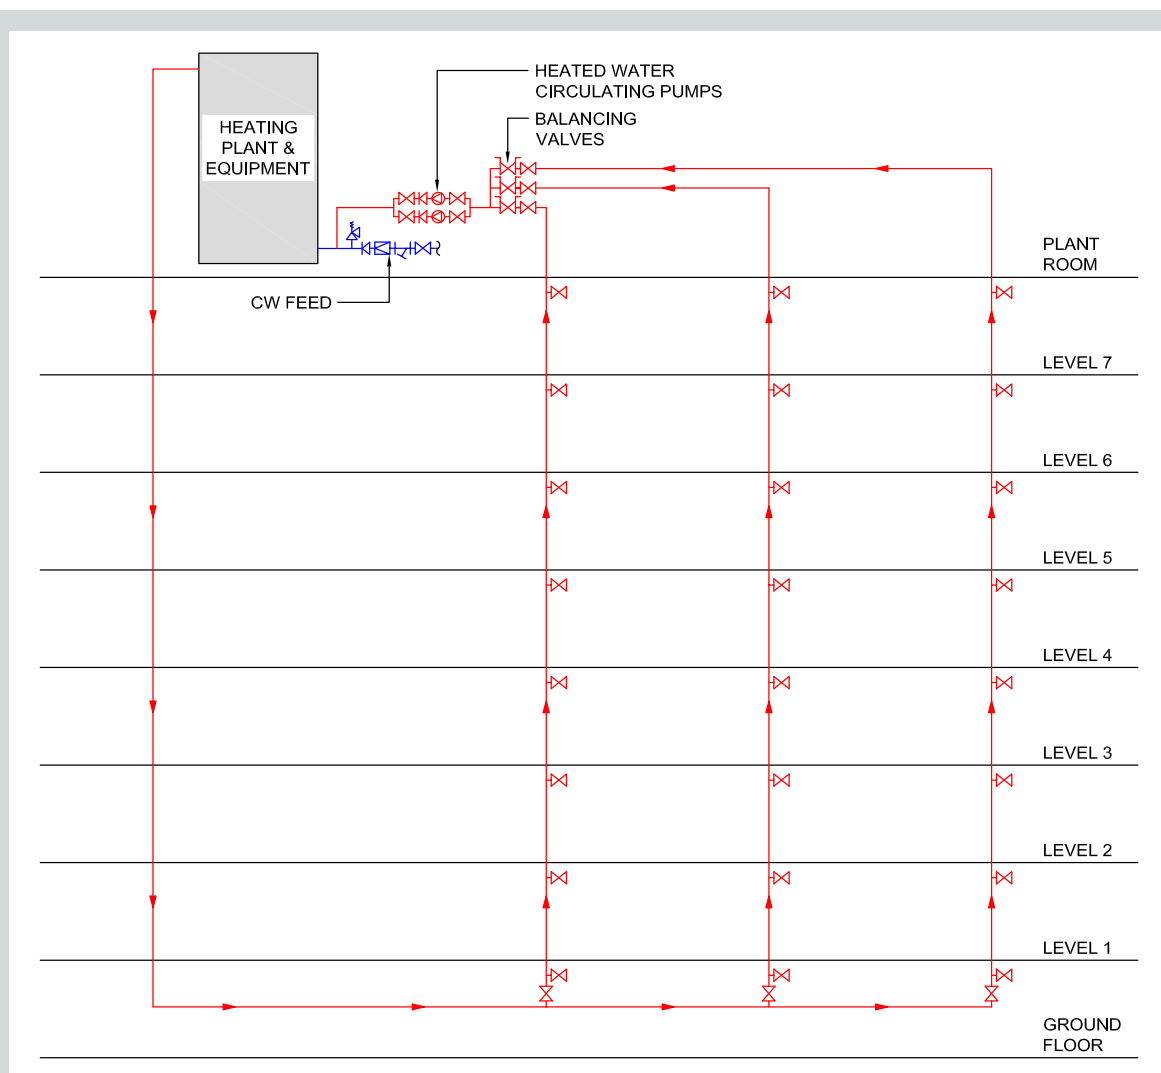 HEATED WATER
CIRCULATING PUMPS
BALANCING
VALVES
HEATING
PLANT &
EQUIPMENT
CW FEED
PLANT
ROOM
LEVEL 7
LEVEL 6
LEVEL 5
LEVEL 4
LEVEL 3
LEVEL 2
LEVEL 1
GROUND
FLOOR